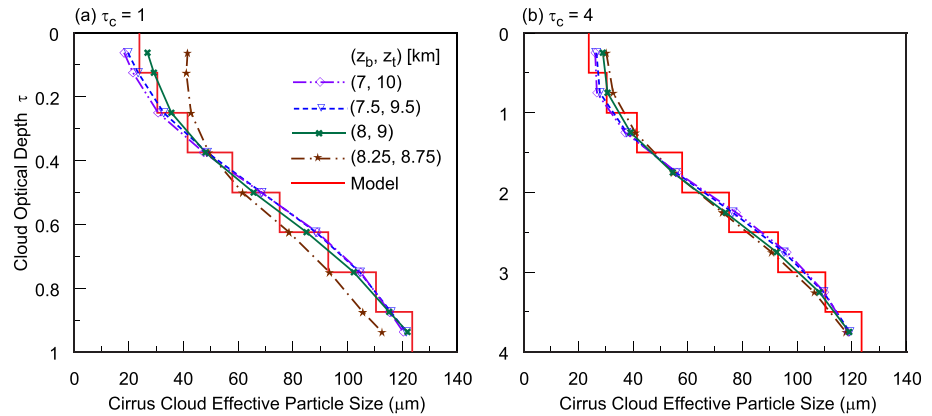 (a) τc = 1
(b) τc = 4
Cloud Optical Depth τ
0
0.2
0.4
0.6
0.8
1
(zb, zt) [km]
(7, 10)
(7.5, 9.5)
(8, 9)
(8.25, 8.75)
Model
0 20 40 60 80 100 120 140
Cirrus Cloud Effective Particle Size (μm)
0
1
2
3
4
0 20 40 60 80 100 120 140
Cirrus Cloud Effective Particle Size (μm)